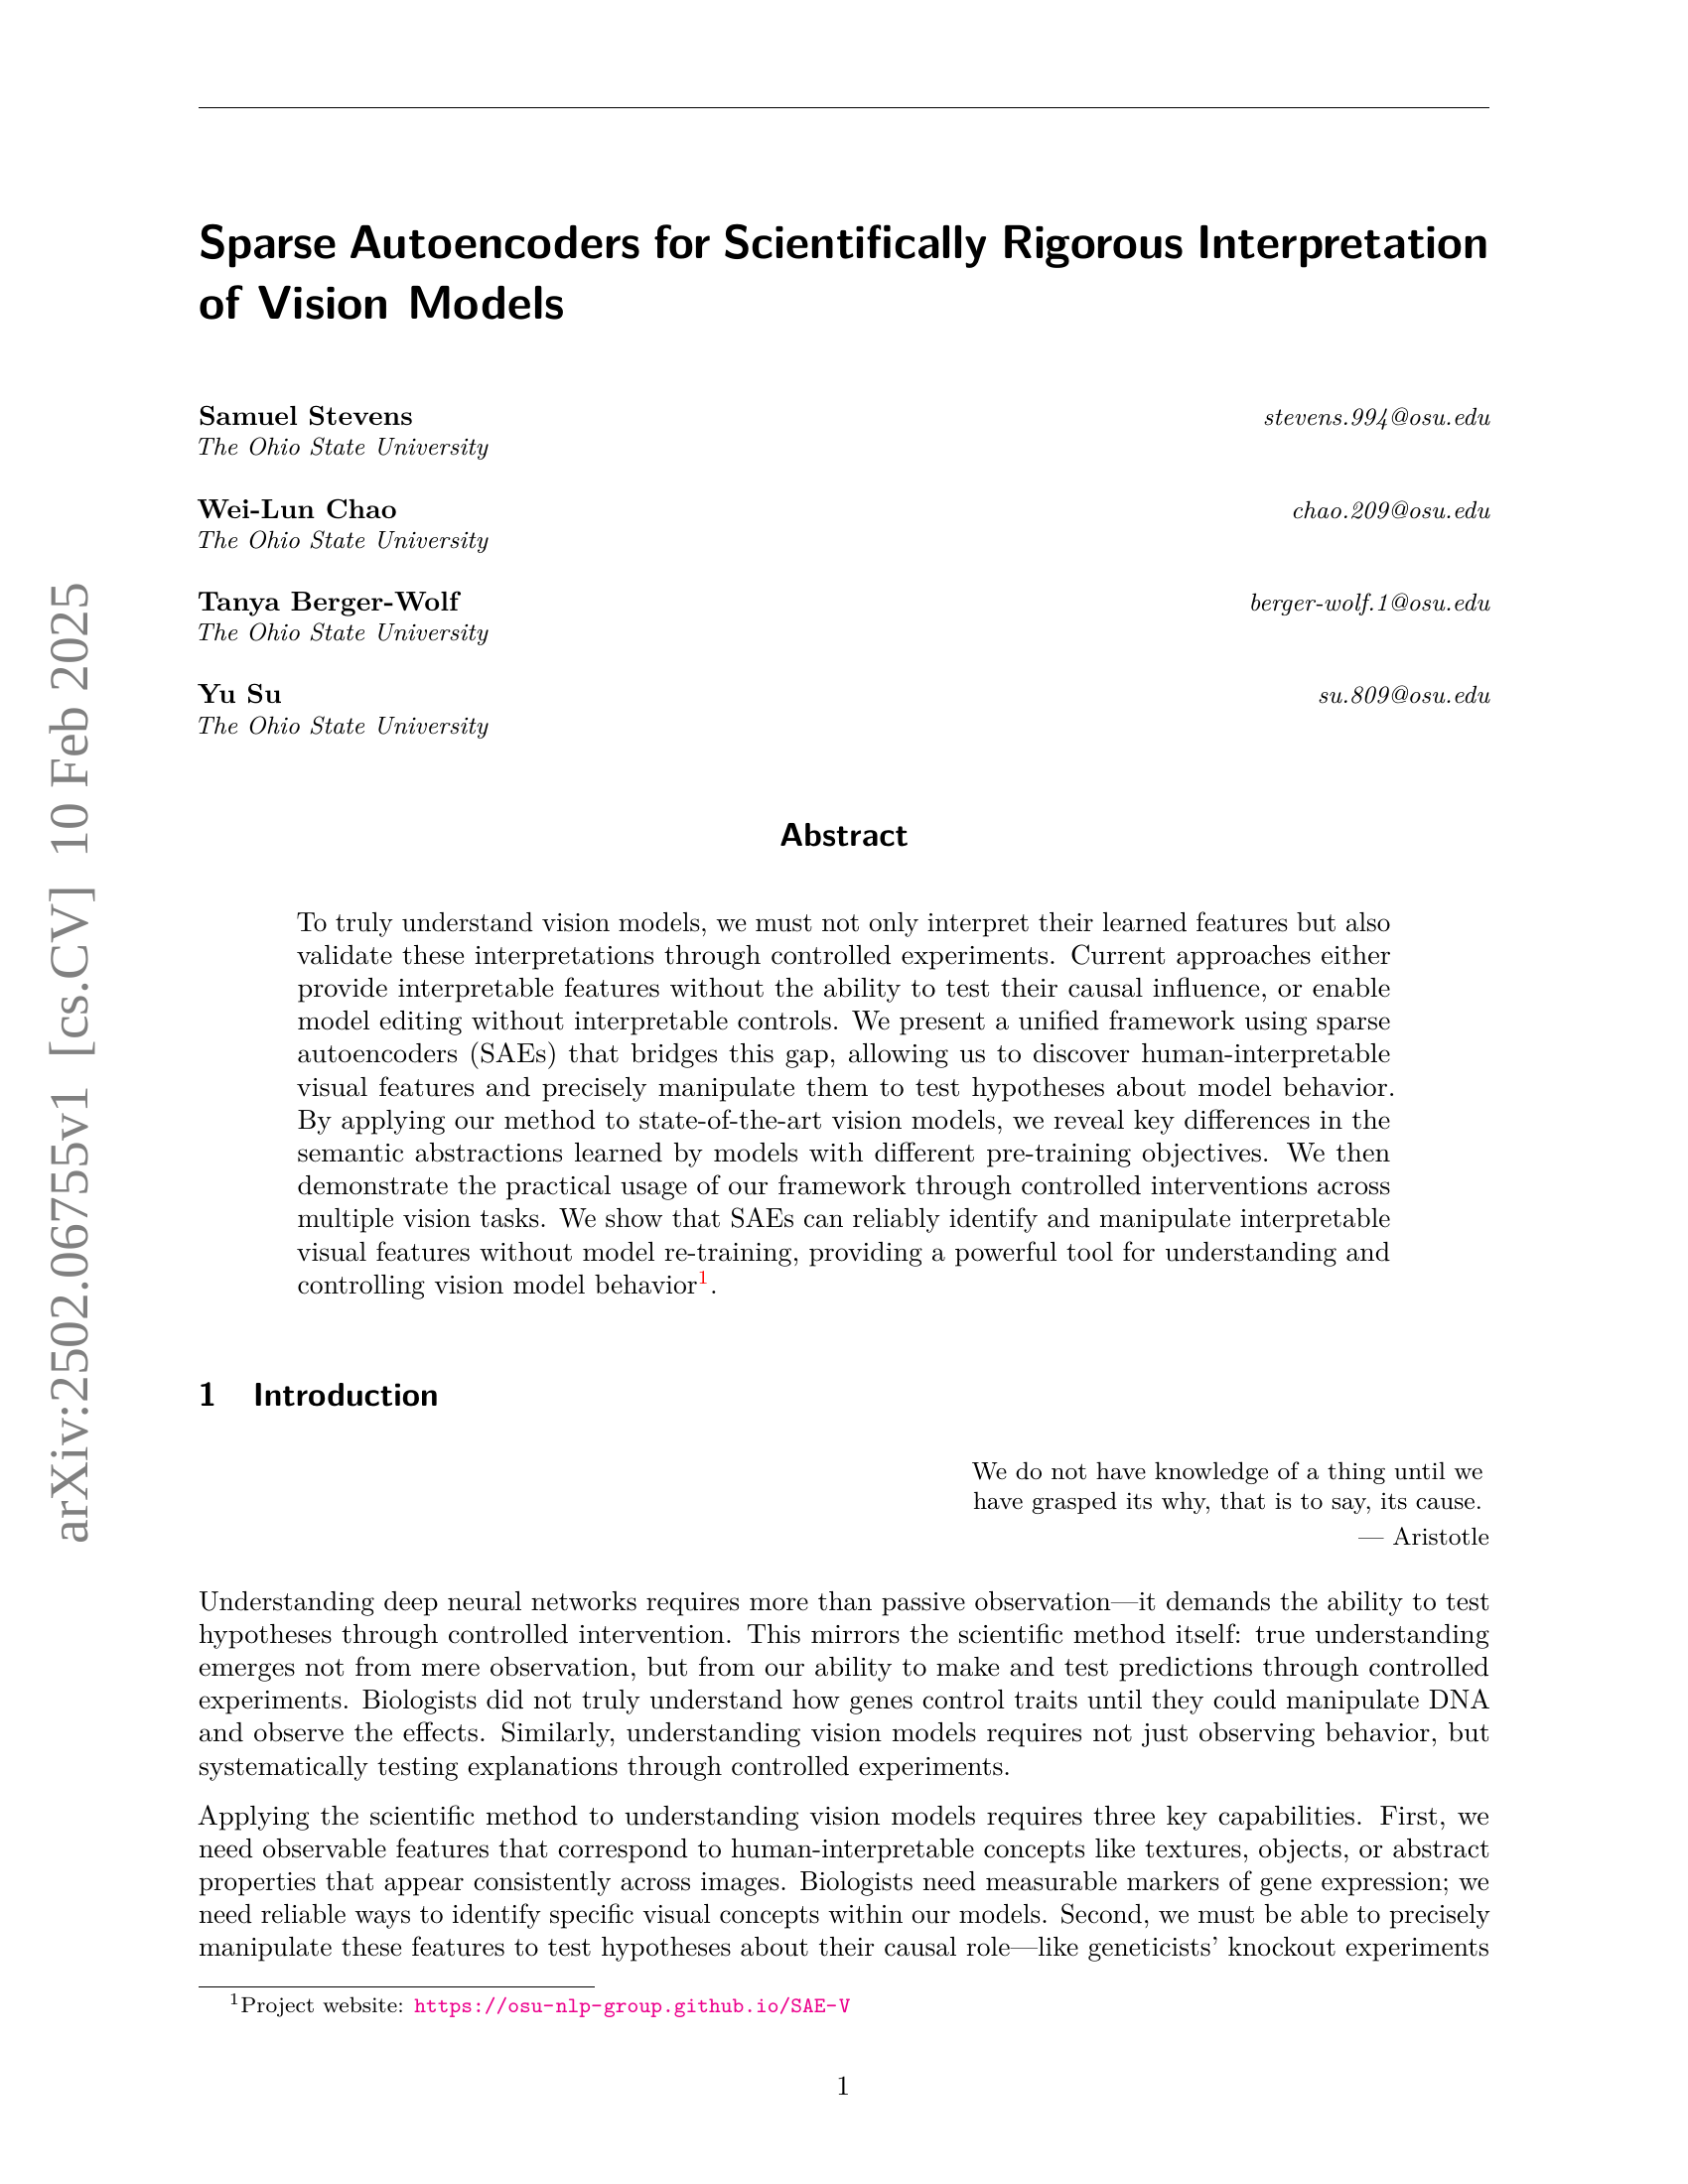 Sparse Autoencoders for Scientifically Rigorous Interpretation
of Vision Models
Samuel Stevens stevens.994@osu.edu
The Ohio State University
Wei-Lun Chao chao.209@osu.edu
The Ohio State University
Tanya Berger-Wolf berger-wolf.1@osu.edu
The Ohio State University
Yu Su su.809@osu.edu
The Ohio State University
arXiv:2502.06755v1 [cs.CV] 10 Feb 2025
Abstract
To truly understand vision models, we must not only interpret their learned features but also
validate these interpretations through controlled experiments. Current approaches either
provide interpretable features without the ability to test their causal influence, or enable
model editing without interpretable controls. We present a unified framework using sparse
autoencoders (SAEs) that bridges this gap, allowing us to discover human-interpretable
visual features and precisely manipulate them to test hypotheses about model behavior.
By applying our method to state-of-the-art vision models, we reveal key differences in the
semantic abstractions learned by models with different pre-training objectives. We then
demonstrate the practical usage of our framework through controlled interventions across
multiple vision tasks. We show that SAEs can reliably identify and manipulate interpretable
visual features without model re-training, providing a powerful tool for understanding and
controlling vision model behavior1.
1 Introduction
We do not have knowledge of a thing until we
have grasped its why, that is to say, its cause.
— Aristotle
Understanding deep neural networks requires more than passive observation—it demands the ability to test
hypotheses through controlled intervention. This mirrors the scientific method itself: true understanding
emerges not from mere observation, but from our ability to make and test predictions through controlled
experiments. Biologists did not truly understand how genes control traits until they could manipulate DNA
and observe the effects. Similarly, understanding vision models requires not just observing behavior, but
systematically testing explanations through controlled experiments.
Applying the scientific method to understanding vision models requires three key capabilities. First, we
need observable features that correspond to human-interpretable concepts like textures, objects, or abstract
properties that appear consistently across images. Biologists need measurable markers of gene expression; we
need reliable ways to identify specific visual concepts within our models. Second, we must be able to precisely
manipulate these features to test hypotheses about their causal role—like geneticists' knockout experiments
1Project website: https://osu-nlp-group.github.io/SAE-V
1